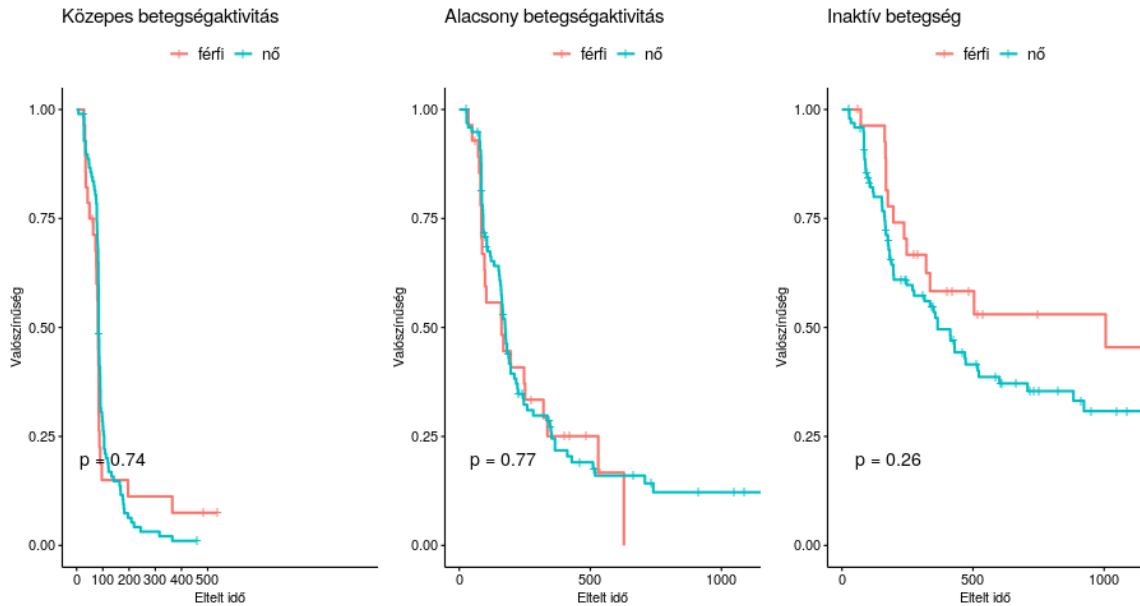 Közepes betegségaktivitás
férfi nő
1.00
0.75
0.50
0.25
0.00
Valószínűség
p = 0.74
0 100 200 300 400 500
Eltelt idő
Alacsony betegségaktivitás
férfi nő
1.00
0.75
0.50
0.25
0.00
Valószínűség
p = 0.77
0 500 1000
Eltelt idő
Inaktív betegség
férfi nő
1.00
0.75
0.50
0.25
0.00
Valószínűség
p = 0.26
0 500 1000
Eltelt idő